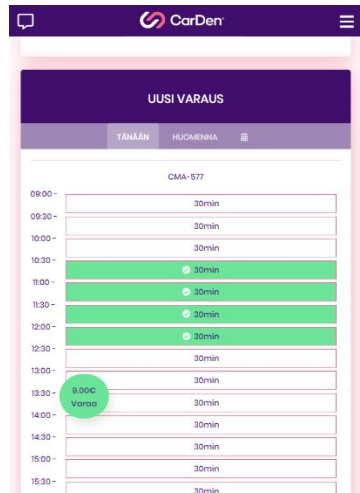 CarDen
UUSI VARAUS
TÄNÄÄN HUOMENNA
CMA-577
09:00 -
30min
09:30 -
30min
10:00 -
30min
10:30 -
30min
11:00 -
30min
11:30 -
30min
12:00 -
30min
12:30 -
30min
13:00 -
30min
13:30 -
9.00€
Varaa
30min
14:00 -
30min
14:30 -
30min
15:00 -
30min
15:30 -
30min